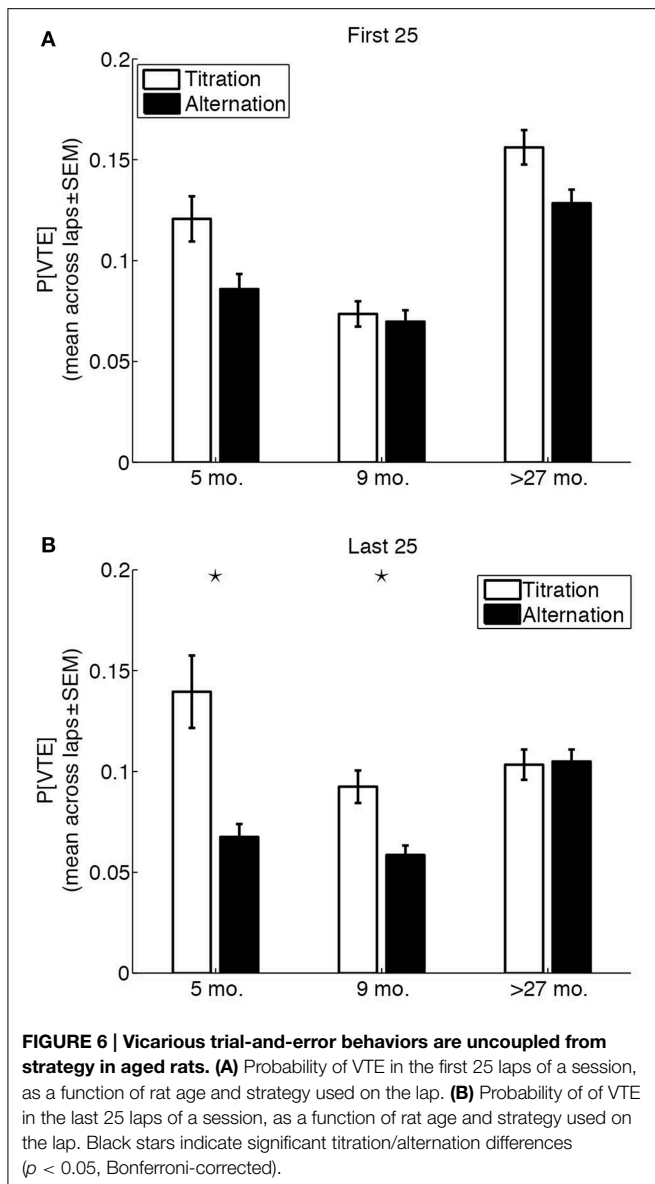 A
First 25
0.2
Titration
Alternation
0.15
0.1
0.05
0
P[VTE]
(mean across laps±SEM)
5 mo.
9 mo.
>27 mo.
B
Last 25
0.2
★
★
Titration
Alternation
0.15
0.1
0.05
0
P[VTE]
(mean across laps±SEM)
5 mo.
9 mo.
>27 mo.
FIGURE 6 | Vicarious trial-and-error behaviors are uncoupled from
strategy in aged rats. (A) Probability of VTE in the first 25 laps of a session,
as a function of rat age and strategy used on the lap. (B) Probability of of VTE
in the last 25 laps of a session, as a function of rat age and strategy used on
the lap. Black stars indicate significant titration/alternation differences
(p < 0.05, Bonferroni-corrected).